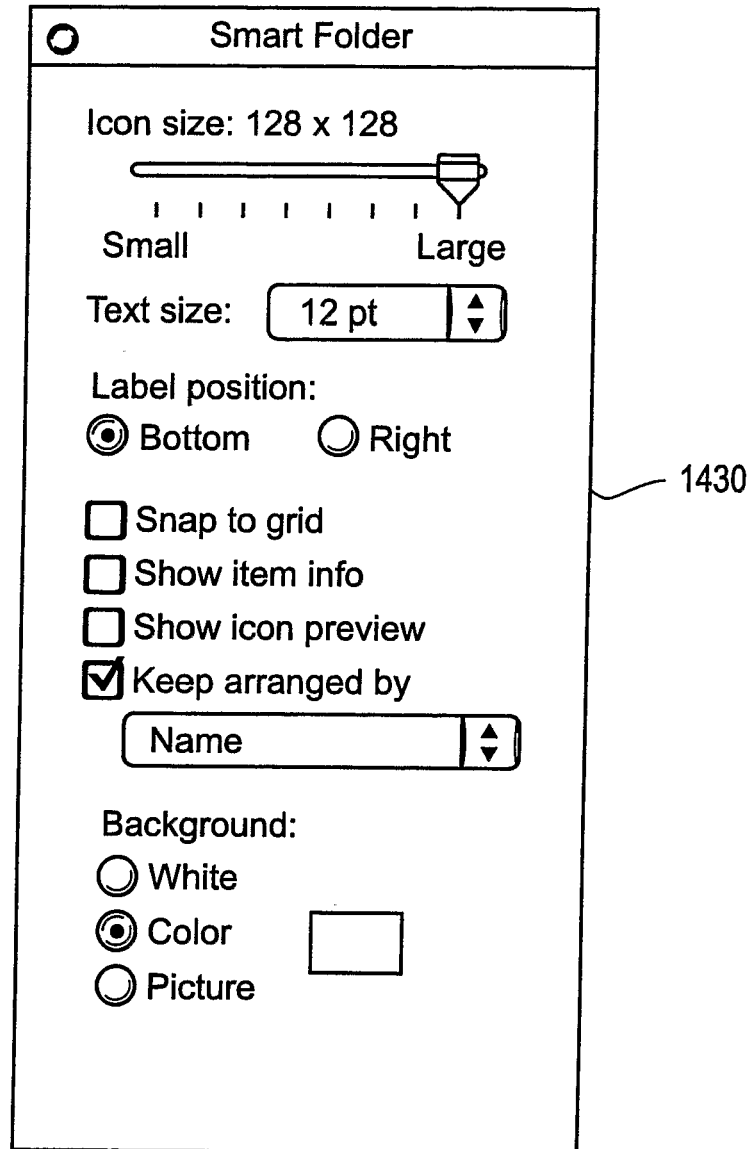 Smart Folder
Icon size: 128 x 128
Small Large
Text size: 12 pt
Label position:
Bottom Right
1430
Snap to grid
Show item info
Show icon preview
Keep arranged by
Name
Background:
White
Color
Picture